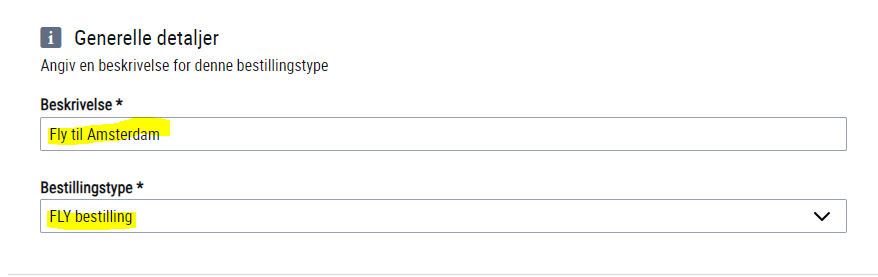 Generelle detaljer
Angiv en beskrivelse for denne bestillingstype
Beskrivelse *
Fly til Amsterdam
Bestillingstype *
FLY bestilling